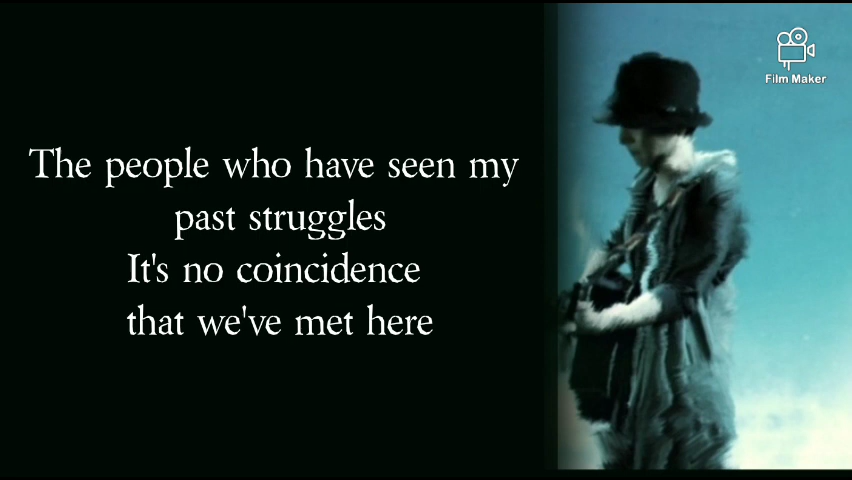 The people who have seen my
past struggles
It's no coincidence
that we've met here
Film Maker